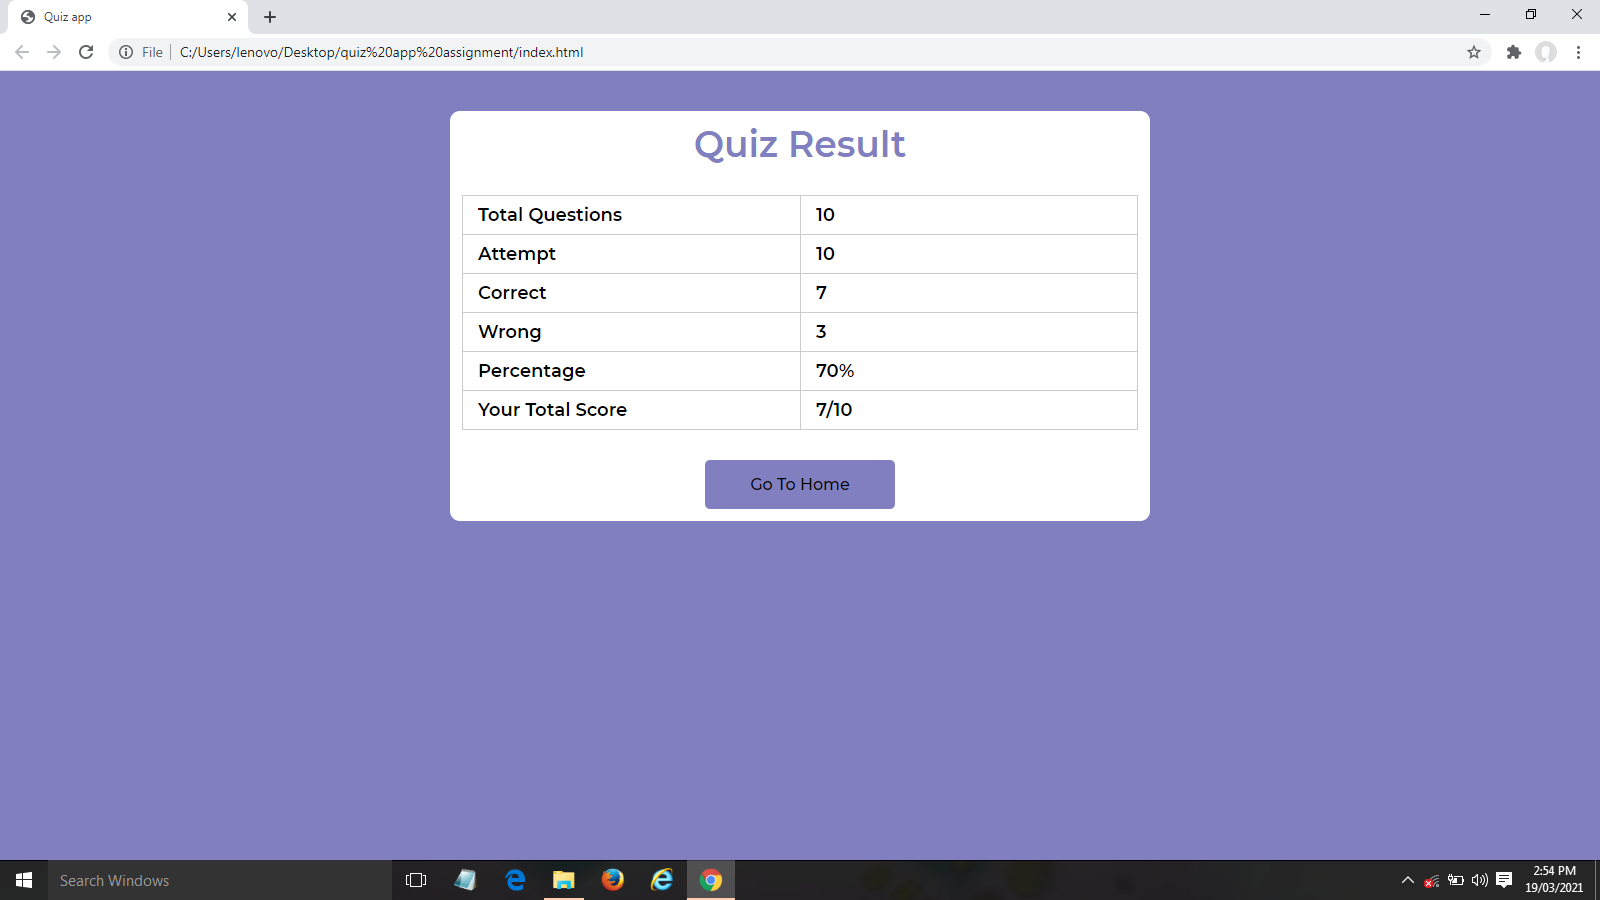 Quiz app
File
C:/Users/lenovo/Desktop/quiz%20app%20assignment/index.html
Quiz Result
Total Questions 10
Attempt 10
Correct 7
Wrong 3
Percentage 70%
Your Total Score 7/10
Go To Home
Search Windows
2:54 PM
19/03/2021